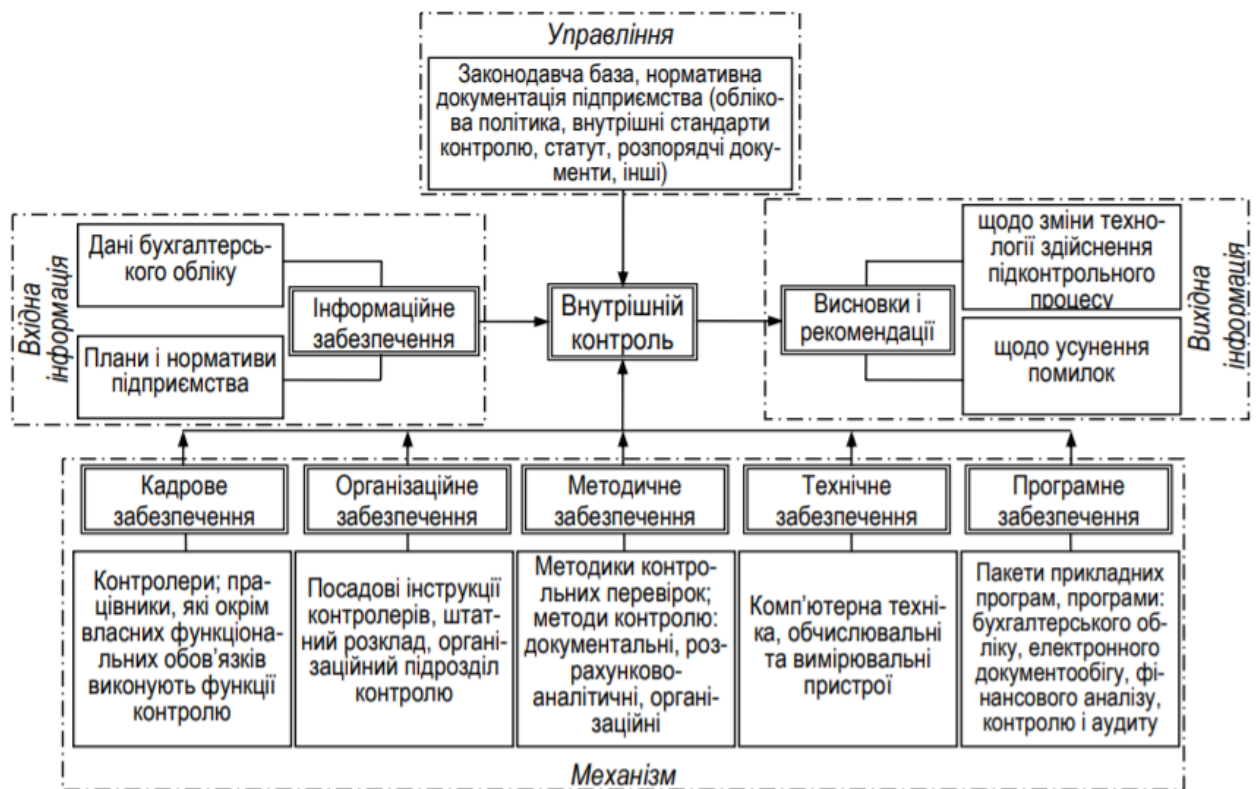 Управління
Законодавча база, нормативна
документація підприємства (обліко-
ва політика, внутрішні стандарти
контролю, статут, розпорядчі доку-
менти, інші)
Вхідна
інформація
Дані бухгалтерсь-
кого обліку
Плани і нормативи
підприємства
Інформаційне
забезпечення
Внутрішній
контроль
Висновки і
рекомендації
щодо зміни техно-
логії здійснення
підконтрольного
процесу
щодо усунення
помилок
Вихідна
інформація
Кадрове
забезпечення
Організаційне
забезпечення
Методичне
забезпечення
Технічне
забезпечення
Програмне
забезпечення
Контролери; пра-
цівники, які окрім
власних функціона-
льних обов’язків
виконують функції
контролю
Посадові інструкції
контролерів, штат-
ний розклад, органі-
заційний підрозділ
контролю
Методики контро-
льних перевірок;
методи контролю:
документальні, роз-
рахунково-
аналітичні, органі-
заційні
Комп’ютерна техні-
ка, обчислювальні
та вимірювальні
пристрої
Пакети прикладних
програм, програми:
бухгалтерського об-
ліку, електронного
документообігу, фі-
нансового аналізу,
контролю і аудиту
Механізм